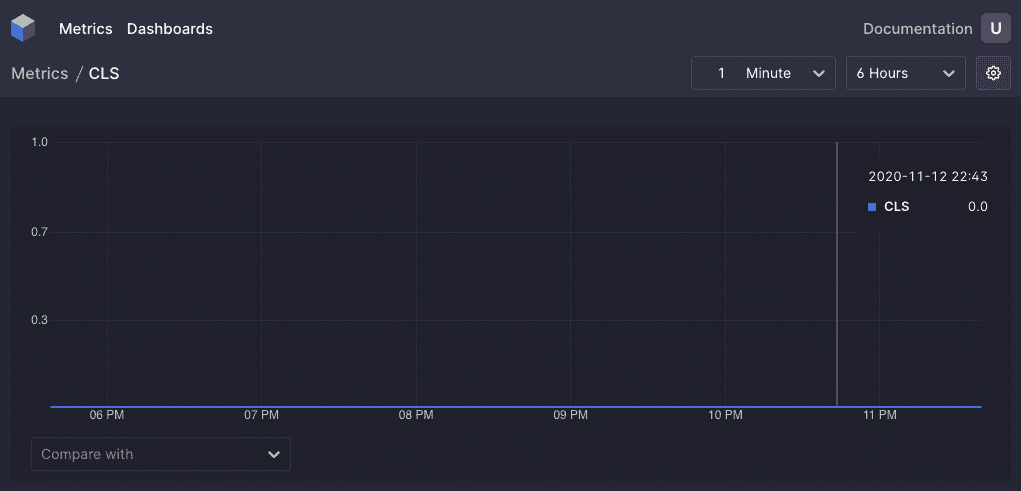 Metrics Dashboards Documentation U
Metrics / CLS 1 Minute 6 Hours
1.0
2020-11-12 22:43
CLS 0.0
0.7
0.3
06 PM 07 PM 08 PM 09 PM 10 PM 11 PM
Compare with